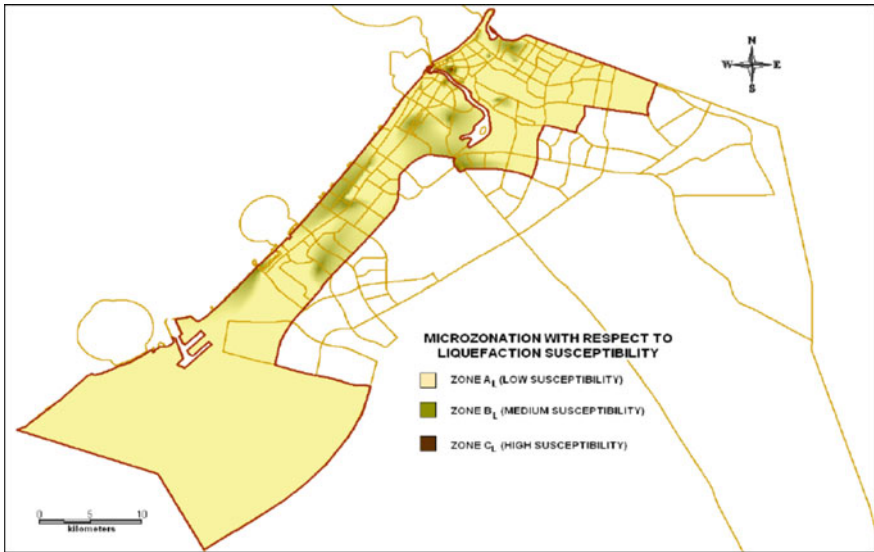 N
W E
S
MICROZONATION WITH RESPECT TO
LIQUEFACTION SUSCEPTIBILITY
ZONE AL (LOW SUSCEPTIBILITY)
ZONE BL (MEDIUM SUSCEPTIBILITY)
ZONE CL (HIGH SUSCEPTIBILITY)
0 5 10
kilometers